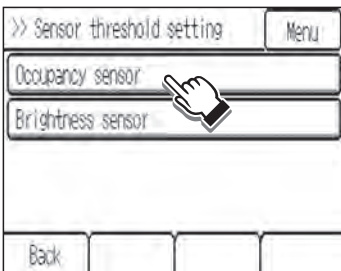 >> Sensor threshold setting
Menu
Occupancy sensor
Brightness sensor
Back